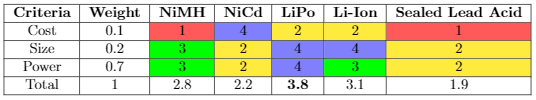 Criteria Weight NiMH NiCd LiPo Li-Ion Sealed Lead Acid
Cost 0.1 1 4 2 2 1
Size 0.2 3 2 4 4 2
Power 0.7 3 2 4 3 2
Total 1 2.8 2.2 3.8 3.1 1.9